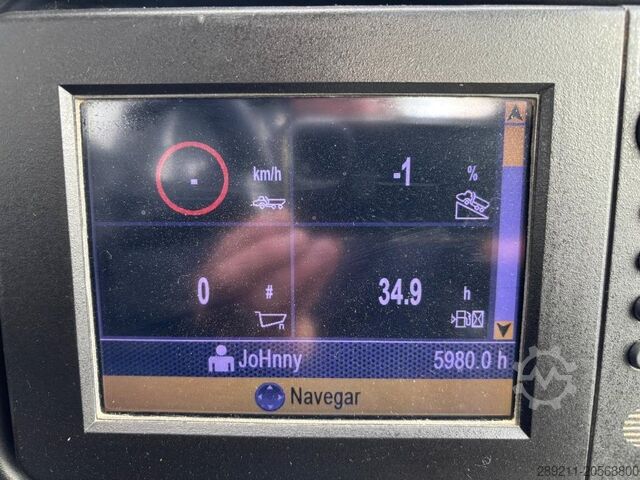 - km/h
-1 %
0 #
34.9 h
JoHnny 5980.0 h
Navegar
289211-20563800